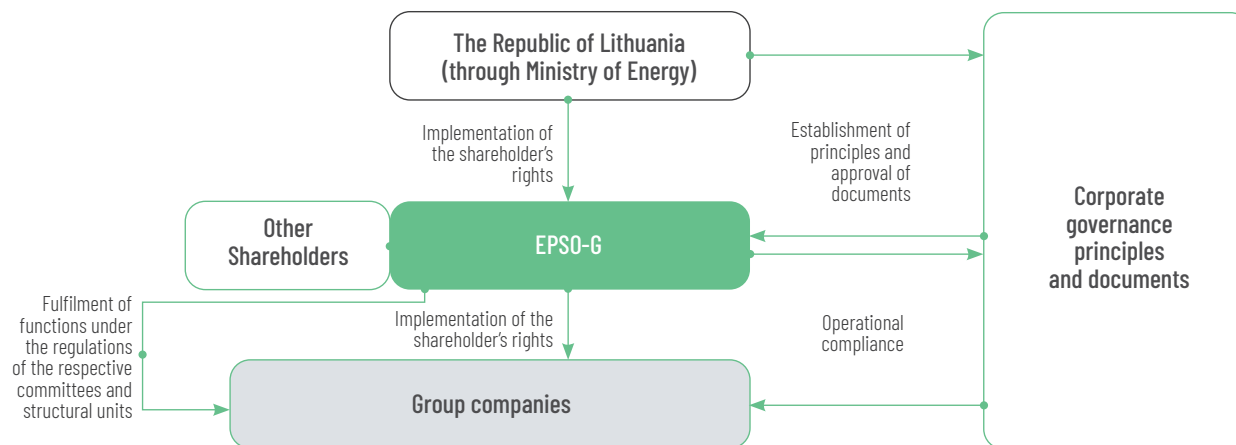 The Republic of Lithuania
(through Ministry of Energy)
Implementation of
the shareholder's
rights
Establishment of
principles and
approval of
documents
Corporate
governance
principles
and documents
Other
Shareholders
EPSO-G
Fulfilment of
functions under
the regulations
of the respective
committees and
structural units
Implementation of the
shareholder's rights
Operational
compliance
Group companies